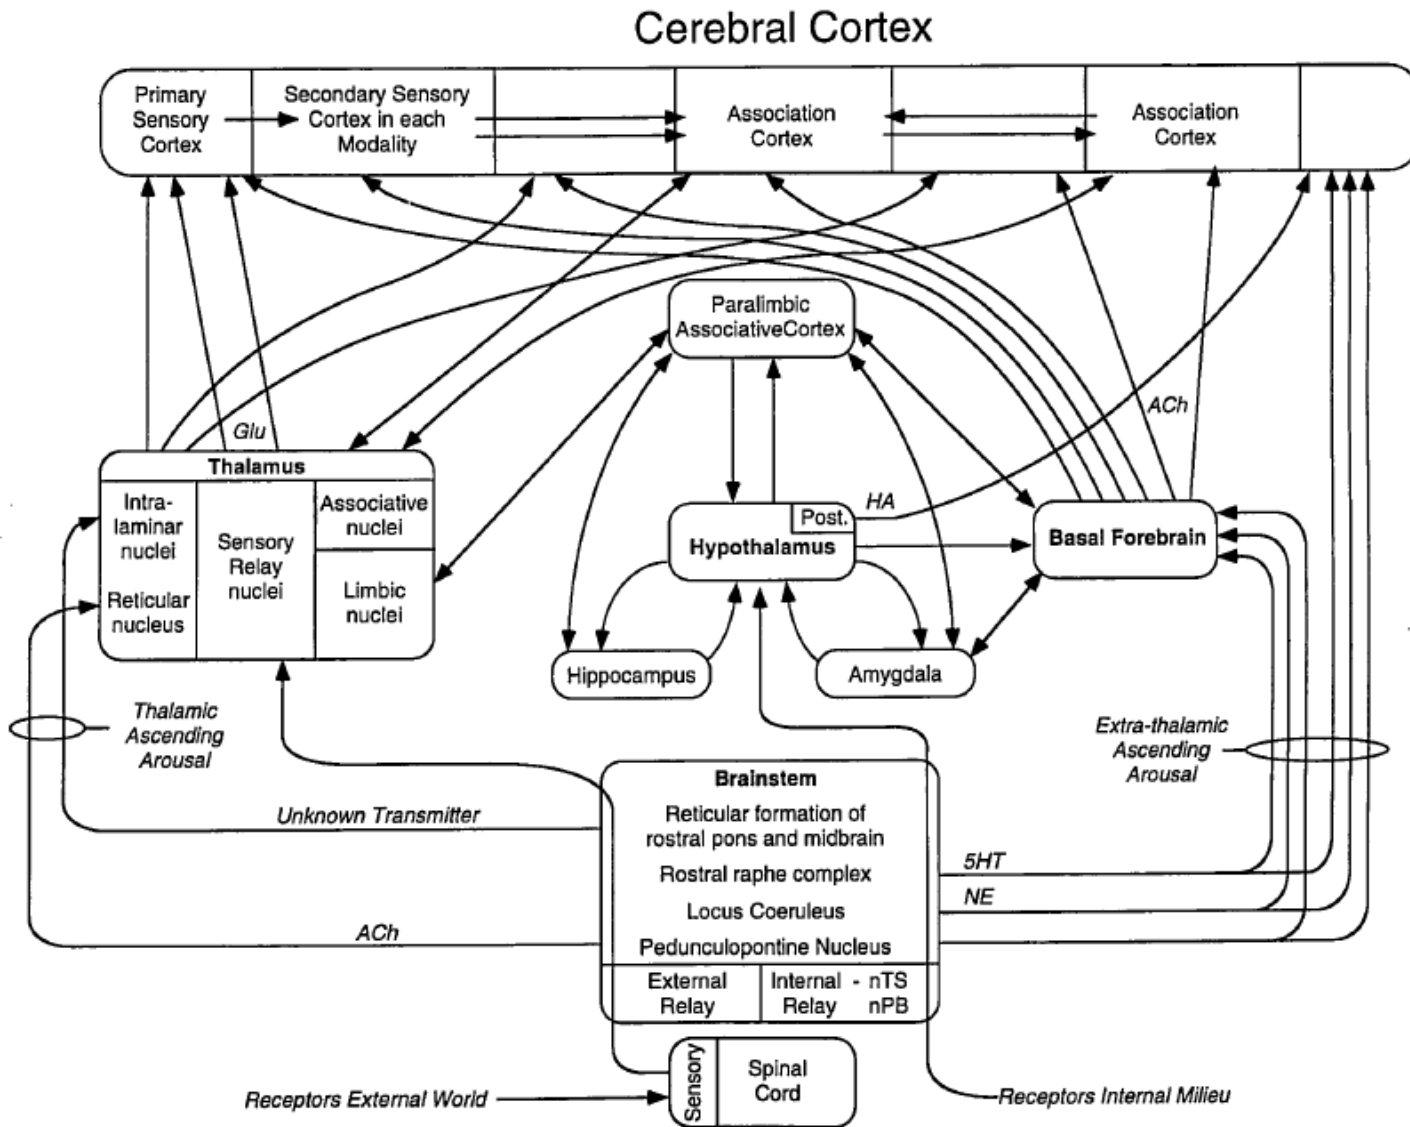 Cerebral Cortex
Primary
Sensory
Cortex
Secondary Sensory
Cortex in each
Modality
Association
Cortex
Association
Cortex
Paralimbic
AssociativeCortex
Glu
ACh
Thalamus
Intra-
laminar
nuclei
Reticular
nucleus
Sensory
Relay
nuclei
Associative
nuclei
Limbic
nuclei
Post.
HA
Hypothalamus
Basal Forebrain
Hippocampus
Amygdala
Thalamic
Ascending
Arousal
Extra-thalamic
Ascending
Arousal
Brainstem
Reticular formation of
rostral pons and midbrain
Rostral raphe complex
Locus Coeruleus
Pedunculopontine Nucleus
Unknown Transmitter
ACh
5HT
NE
External
Relay
Internal - nTS
Relay nPB
Sensory
Spinal
Cord
Receptors External World
Receptors Internal Milieu